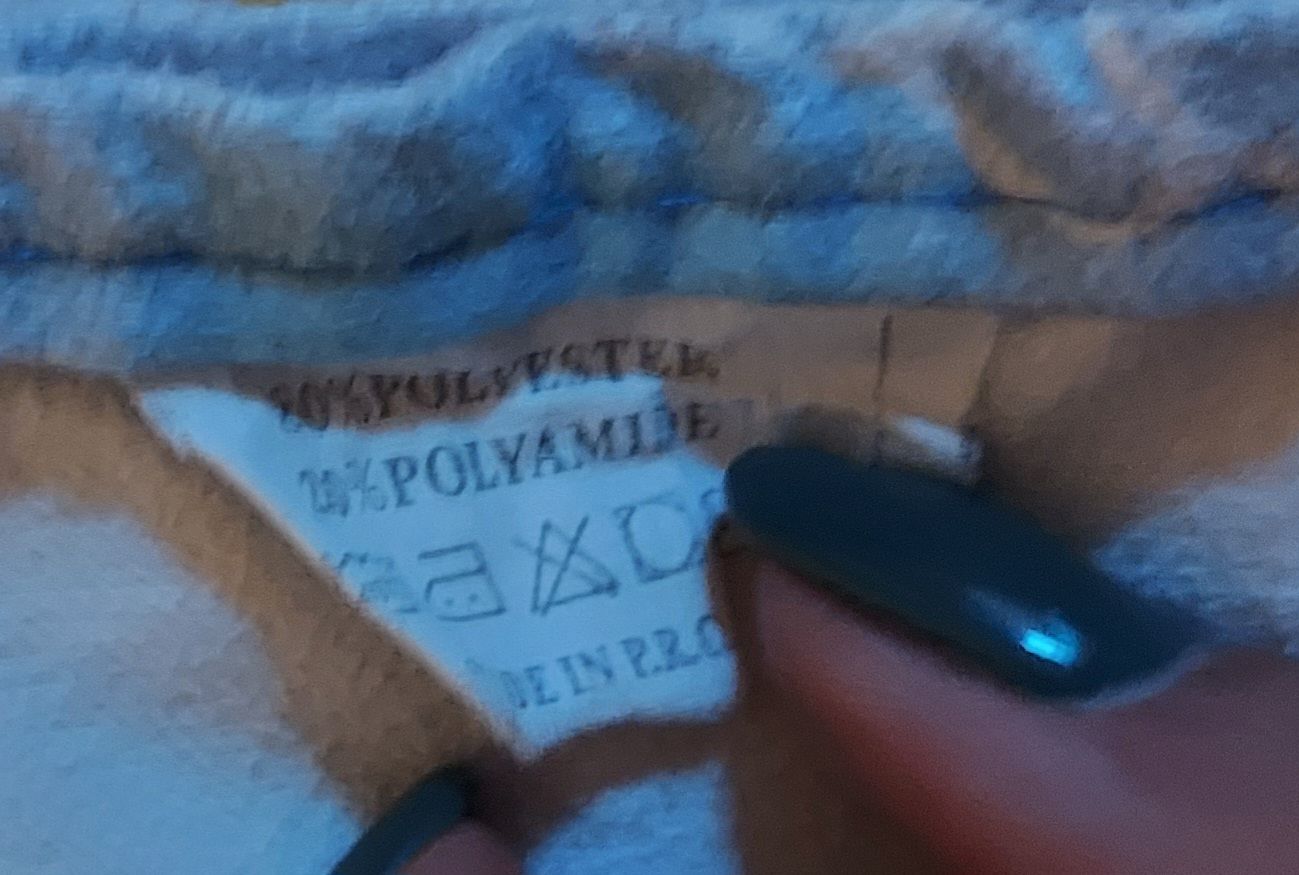 80%POLYESTER
20%POLYAMIDE
DE IN P.R.C